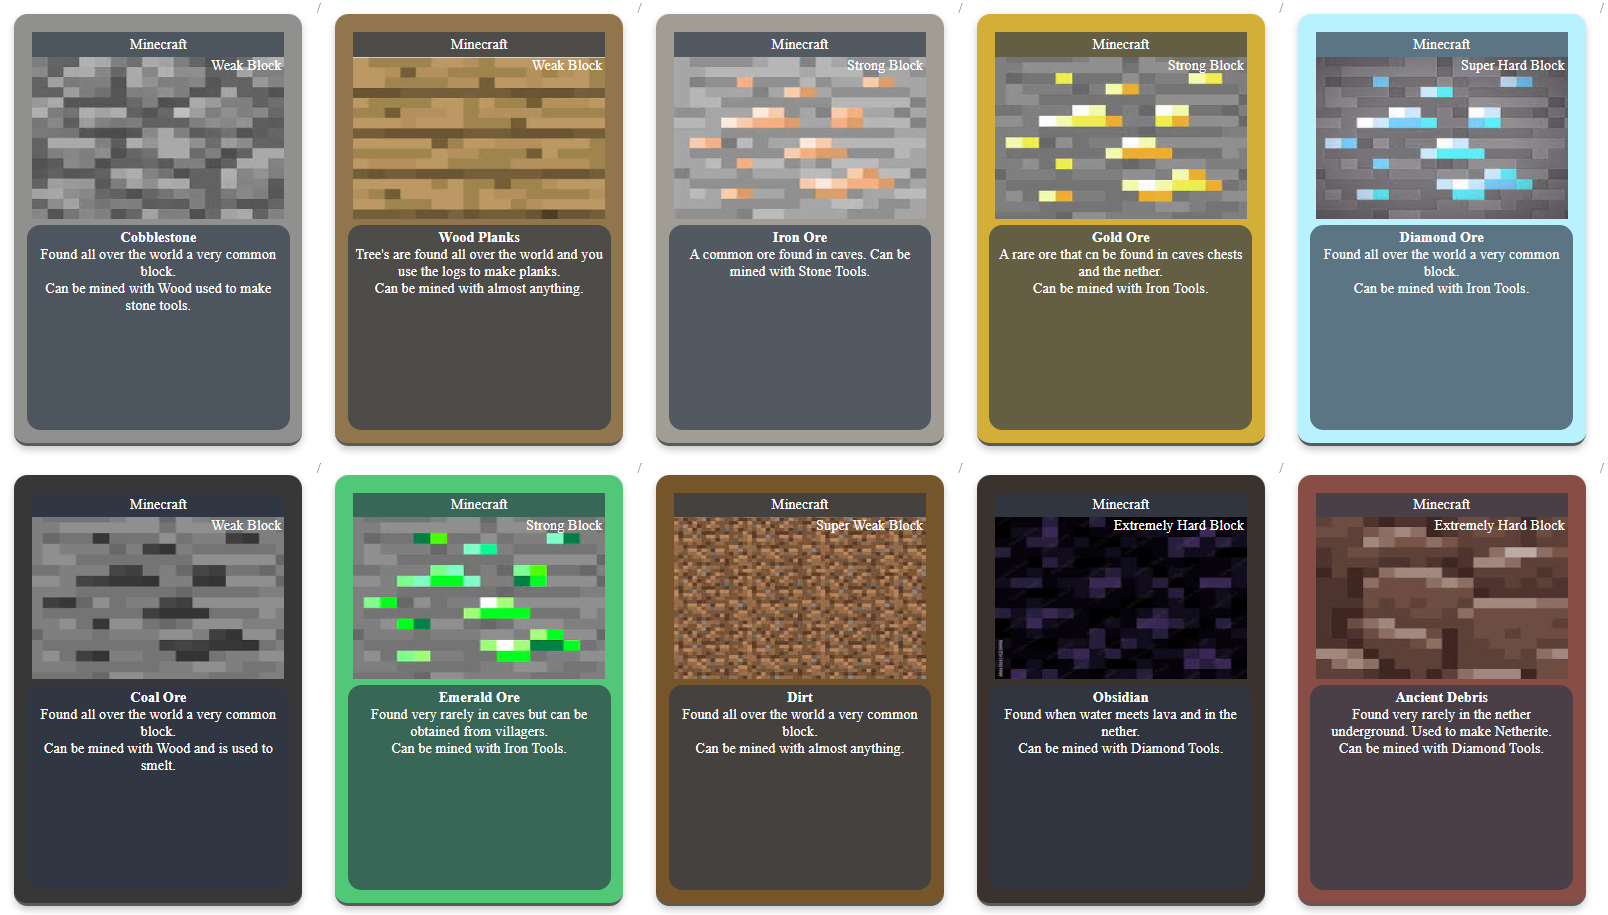 /
/
/
/
/
Minecraft
Weak Block
Cobblestone
Found all over the world a very common
block.
Can be mined with Wood used to make
stone tools.
Minecraft
Weak Block
Wood Planks
Tree's are found all over the world and you
use the logs to make planks.
Can be mined with almost anything.
Minecraft
Strong Block
Iron Ore
A common ore found in caves. Can be
mined with Stone Tools.
Minecraft
Strong Block
Gold Ore
A rare ore that cn be found in caves chests
and the nether.
Can be mined with Iron Tools.
Minecraft
Super Hard Block
Diamond Ore
Found all over the world a very common
block.
Can be mined with Iron Tools.
/
/
/
/
/
Minecraft
Weak Block
Coal Ore
Found all over the world a very common
block.
Can be mined with Wood and is used to
smelt.
Minecraft
Strong Block
Emerald Ore
Found very rarely in caves but can be
obtained from villagers.
Can be mined with Iron Tools.
Minecraft
Super Weak Block
Dirt
Found all over the world a very common
block.
Can be mined with almost anything.
Minecraft
Extremely Hard Block
Obsidian
Found when water meets lava and in the
nether.
Can be mined with Diamond Tools.
Minecraft
Extremely Hard Block
Ancient Debris
Found very rarely in the nether
underground. Used to make Netherite.
Can be mined with Diamond Tools.